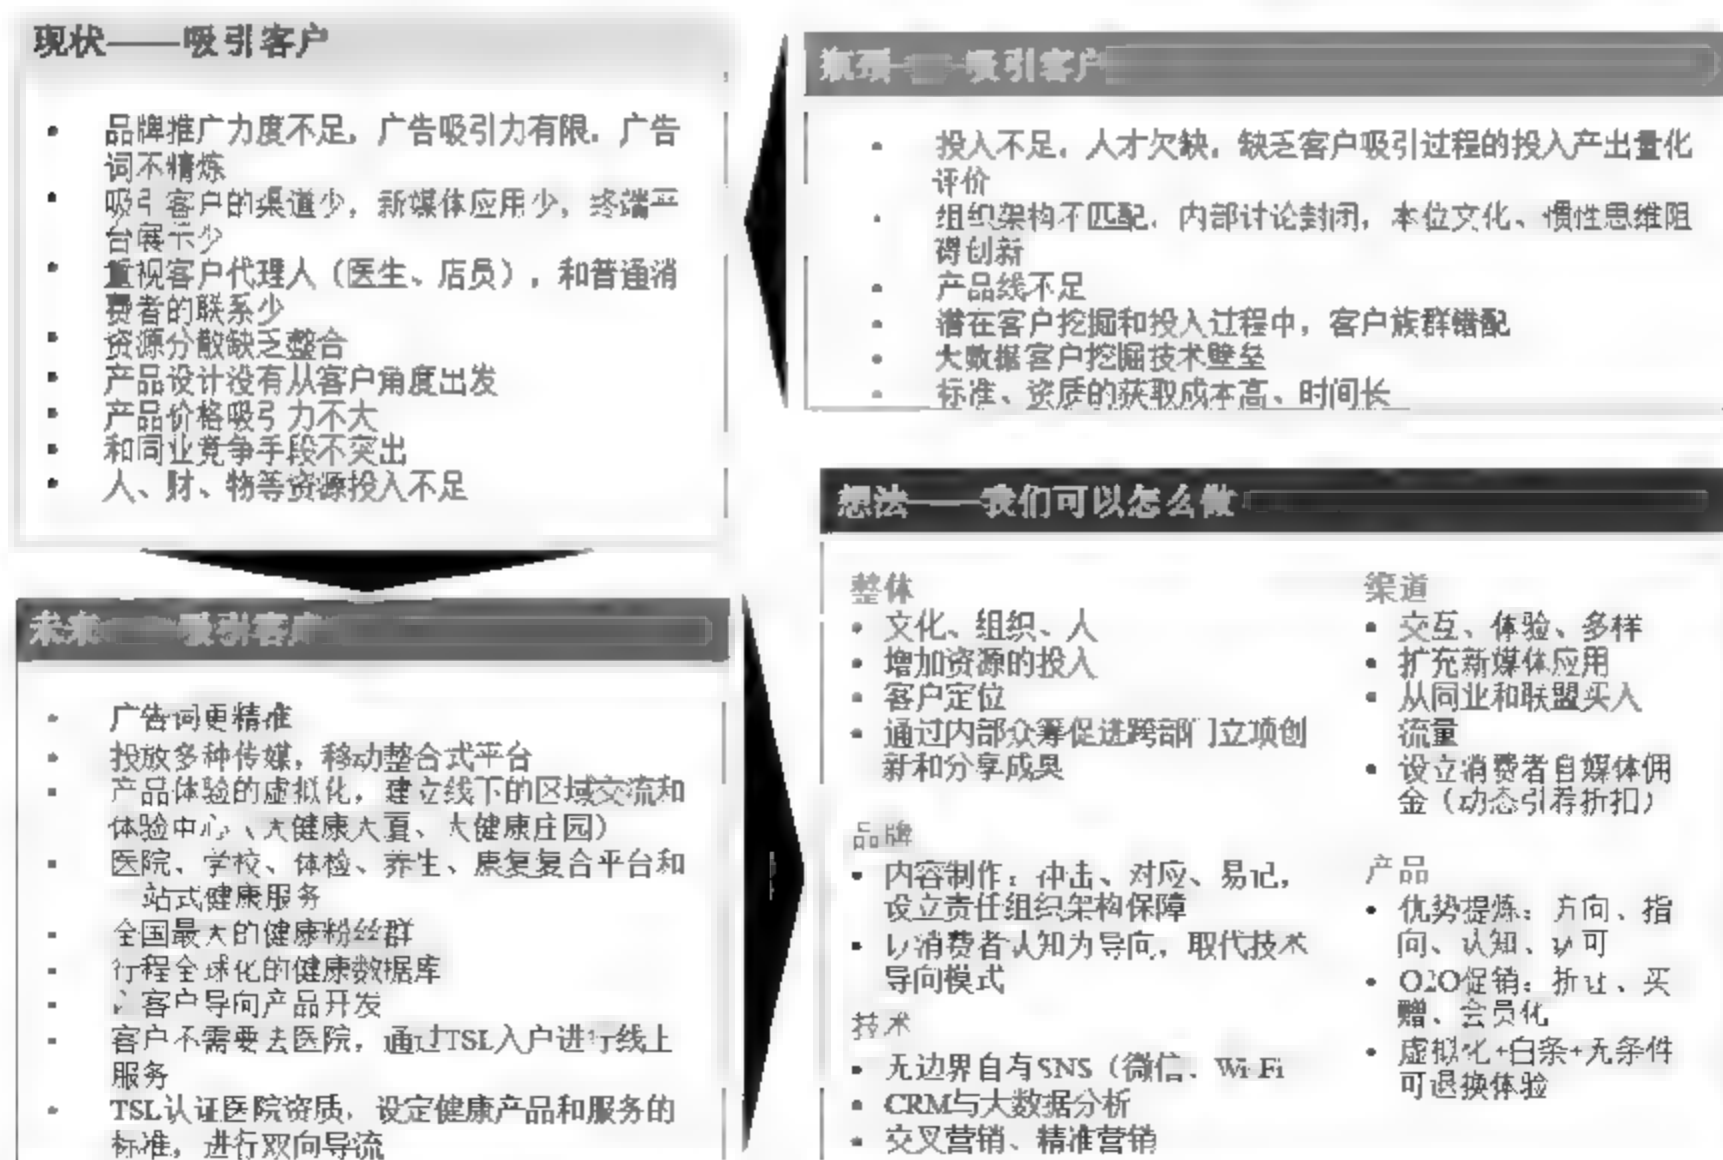 现状——吸引客户
品牌推广力度不足，广告吸引力有限，广告
词不精炼
吸引客户的渠道少，新媒体应用少，终端平
台展示少
重视客户代理人（医生、店员），和普通消
费者的联系少
资源分散缺乏整合
产品设计没有从客户角度出发
产品价格吸引力不大
和同业竞争手段不突出
人、财、物等资源投入不足
瓶颈——吸引客户
投入不足，人才欠缺，缺乏客户吸引过程的投入产出量化
评价
组织架构不匹配，内部讨论封闭，本位文化、惯性思维阻
碍创新
产品线不足
潜在客户挖掘和投入过程中，客户族群错配
大数据客户挖掘技术壁垒
标准、资质的获取成本高、时间长
未来——吸引客户
广告词更精准
投放多种传媒，移动整合式平台
产品体验的虚拟化，建立线下的区域交流和
体验中心（大健康大夏、大健康庄园）
医院、学校、体检、养生、康复复合平台和
一站式健康服务
全国最大的健康粉丝群
行程全球化的健康数据库
客户导向产品开发
客户不需要去医院，通过TSL入户进行线上
服务
TSL认证医院资质，设定健康产品和服务的
标准，进行双向导流
想法——我们可以怎么做
整体
文化、组织、人
增加资源的投入
客户定位
通过内部众筹促进跨部门立项创
新和分享成果
品牌
内容制作：冲击、对应、易记，
设立责任组织架构保障
以消费者认知为导向，取代技术
导向模式
技术
无边界自有SNS（微信、Wi-Fi
CRM与大数据分析
交叉营销、精准营销
渠道
交互、体验、多样
扩充新媒体应用
从同业和联盟买入
流量
设立消费者自媒体佣
金（动态引荐折扣）
产品
优势提炼：方向、指
向、认知、认可
O2O促销：折让、买
赠、会员化
虚拟化+白条+无条件
可退换体验